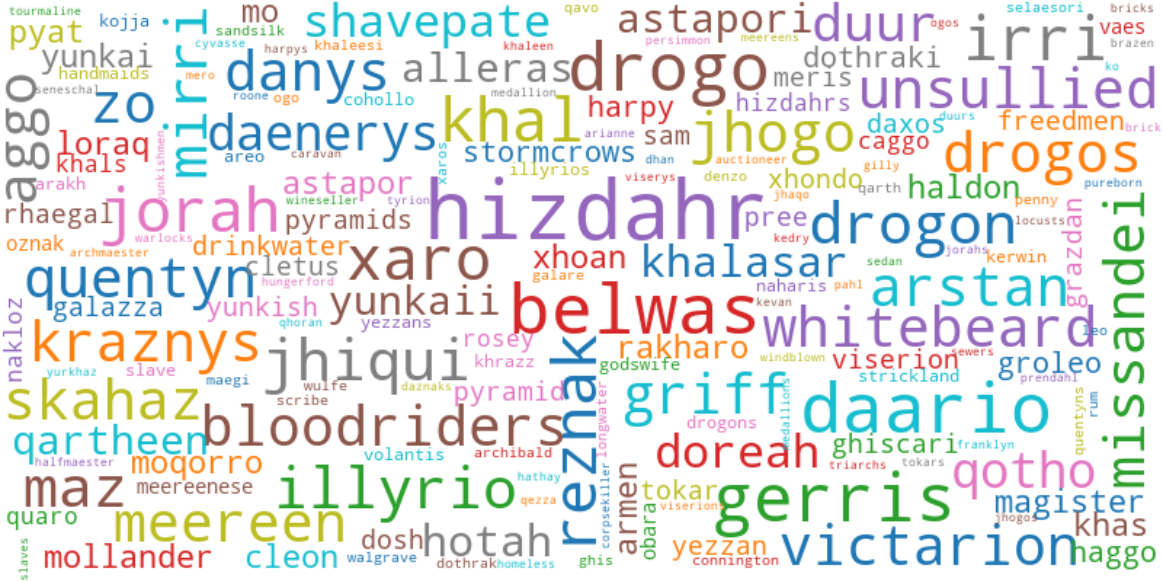 tourmaline
kojja
mo
shavepate
qavo
astapori
duur
ogos
selaesori
vaes
bricks
pyat
sandsilk
persimmon
meereens
irri
brazen
yunkai
cyvasse
harpys
khaleesi
khaleen
drogo
dothraki
ko
handmaids
mero
danys
alleras
meris
unsullied
seneschal
aggo
zo
mirri
roone
ogo
cohollo
medallion
harpy
hizdahrs
daenerys
khal
arianne
sam
jhogo
daxos
duurs
freedmen
brick
loraq
yunkishmen
areo
caravan
xaros
stormcrows
dhan
auctioneer
caggo
drogos
khals
illyrios
viserys
denzo
gilly
xhondo
qarth
haldon
pureborn
arakh
astapor
wineseller
tyrion
hizdahr
jhaqo
penny
rhaegal
jorah
pyramids
pree
drogon
locusts
missandei
oznak
warlocks
drinkwater
kedry
jorahs
grazdan
archmaester
cletus
xaro
xhoan
khalasar
sedan
kerwin
quentyn
hungerford
galare
naharis
pahl
arstan
galazza
yunkish
yunkaii
belwas
kevan
nakloz
qhoran
yezzans
whitebeard
leo
kraznys
jhiqui
rosey
reznak
rakharo
windblown
viserion
sewers
groleo
yurkhaz
slave
khrazz
godswife
strickland
prendahl
maegi
wulfe
daznaks
pyramid
longwater
griff
medallions
daario
quentyns
rum
skahaz
scribe
bloodriders
drogons
qartheen
volantis
archibald
doreah
ghiscari
franklyn
halfmaester
moqorro
triarchs
tokars
qotho
maz
meereenese
illyrio
hathay
qezza
corpsekiller
armen
tokar
viserions
gerris
magister
quaro
meereen
obara
jhogos
khas
slaves
mollander
cleon
dosh
hotah
walgrave
dothrak
homeless
ghis
yezzan
connington
victarion
haggo